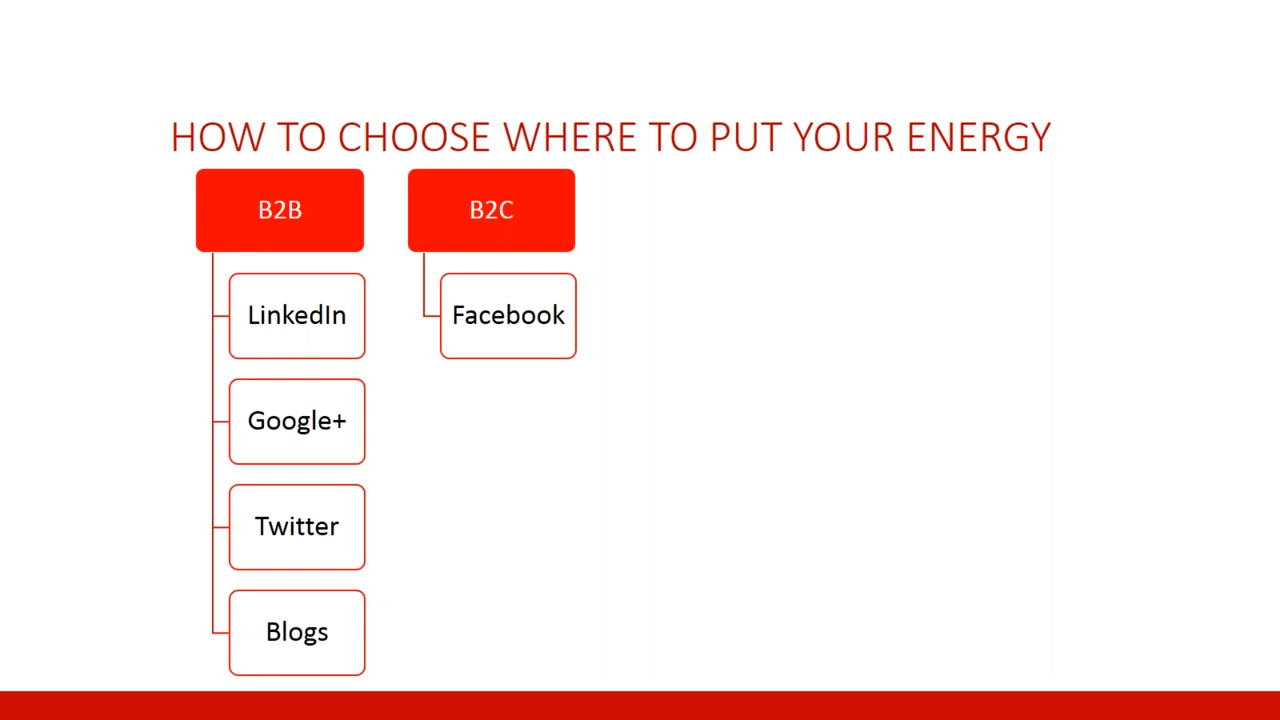 HOW TO CHOOSE WHERE TO PUT YOUR ENERGY
B2B
LinkedIn
Google+
Twitter
Blogs
B2C
Facebook